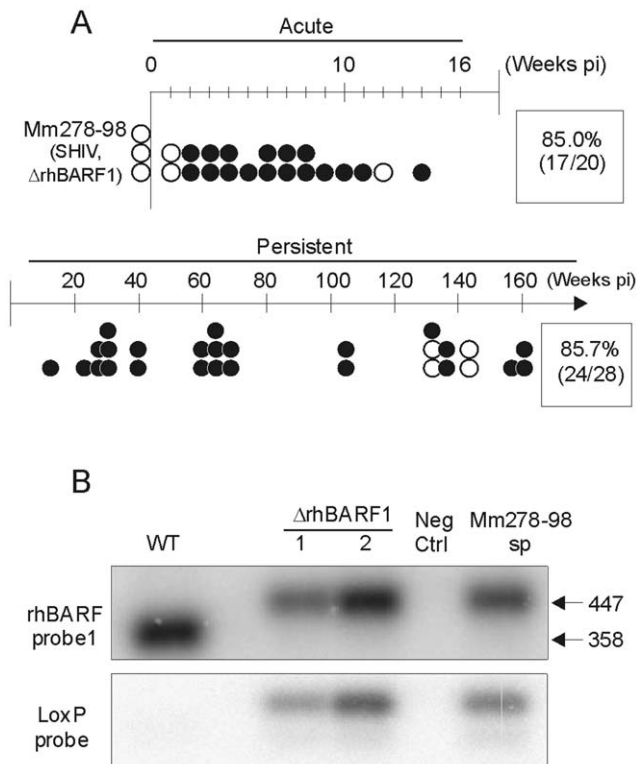 A
Acute
0 10 16 (Weeks pi)
Mm278-98
(SHIV,
ΔrhBARF1)
85.0%
(17/20)
Persistent
20 40 60 80 100 120 140 160 (Weeks pi)
85.7%
(24/28)
B
WT ΔrhBARF1 Neg Mm278-98
1 2 Ctrl sp
rhBARF
probe1
447
358
LoxP
probe